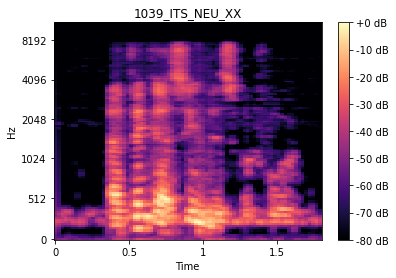 1039_ITS_NEU_XX
+0 dB
8192
-10 dB
4096
-20 dB
-30 dB
2048
Hz
-40 dB
1024
-50 dB
512
-60 dB
-70 dB
0
-80 dB
0
0.5
1
1.5
Time